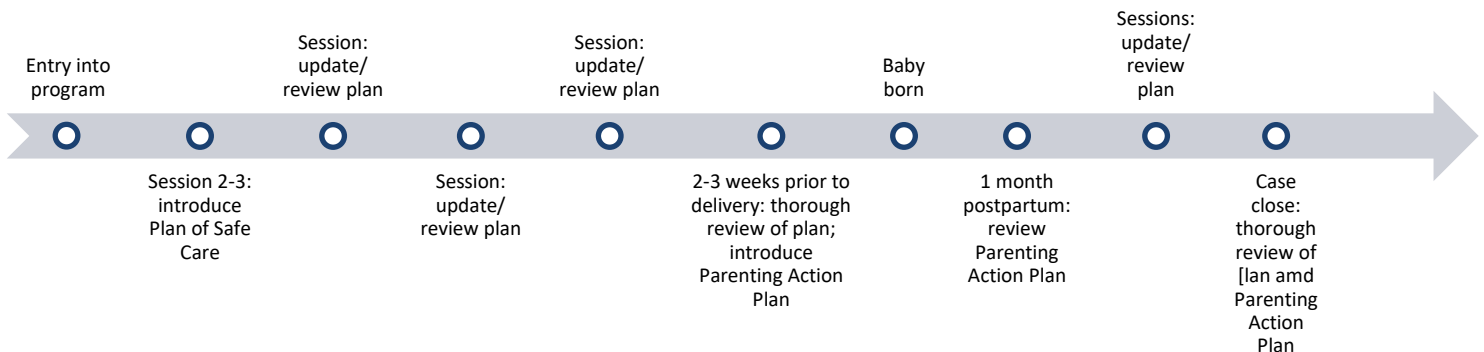 Entry into
program
Session 2-3:
introduce
Plan of Safe
Care
Session:
update/
review plan
Session:
update/
review plan
Session:
update/
review plan
2-3 weeks prior to
delivery: thorough
review of plan;
introduce
Parenting Action
Plan
Baby
born
1 month
postpartum:
review
Parenting
Action Plan
Sessions:
update/
review
plan
Case
close:
thorough
review of
[lan amd
Parenting
Action
Plan